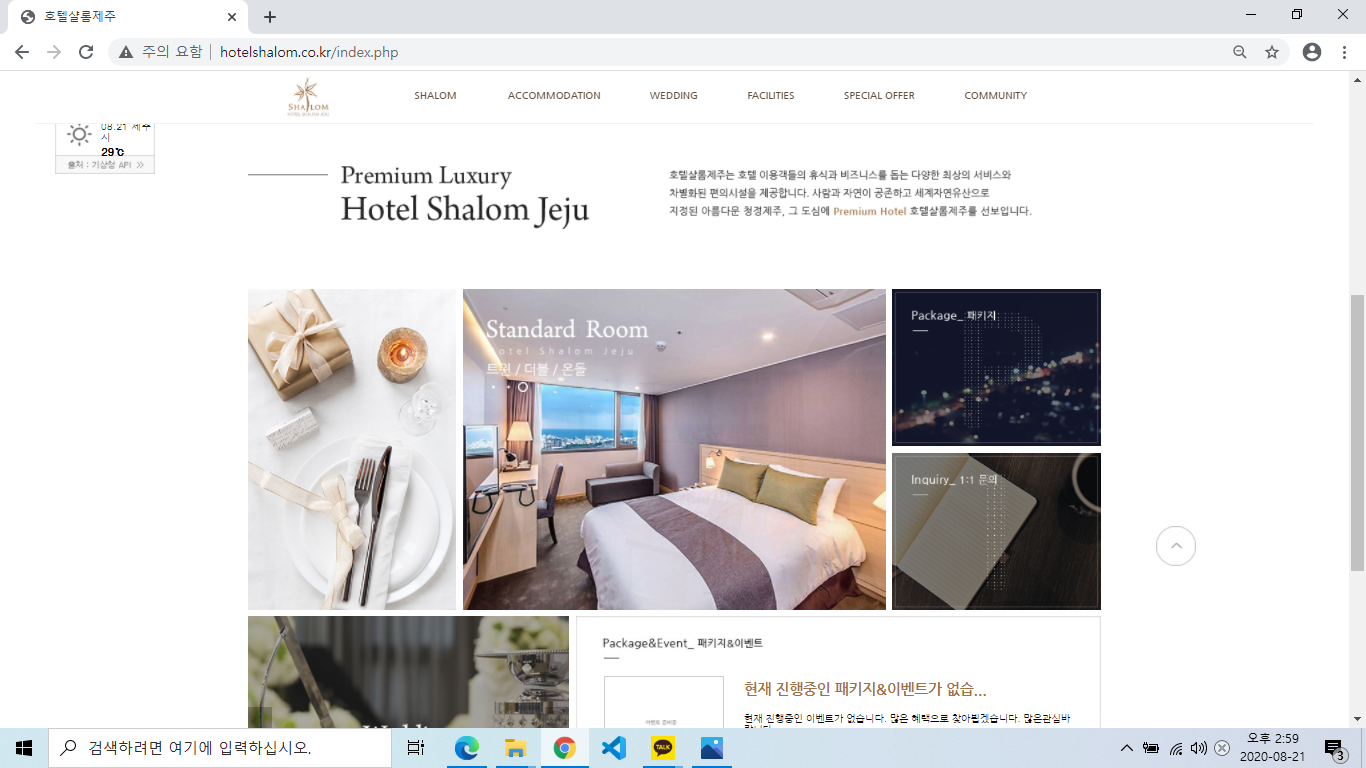 호텔샬롬제주
주의 요함
hotelshalom.co.kr/index.php
SHALOM
HOTEL SHALOM JEJU
SHALOM
ACCOMMODATION
WEDDING
FACILITIES
SPECIAL OFFER
COMMUNITY
08.21 제주
시
29℃
출처 : 기상청 API
Premium Luxury
Hotel Shalom Jeju
호텔샬롬제주는 호텔 이용객들의 휴식과 비즈니스를 돕는 다양한 최상의 서비스와
차별화된 편의시설을 제공합니다. 사람과 자연이 공존하고 세계자연유산으로
지정된 아름다운 청경제주, 그 도심에 Premium Hotel 호텔샬롬제주를 선보입니다.
Standard Room
Hotel Shalom Jeju
트윈 / 더블 / 온돌
Package_ 패키지
P
Inquiry_ 1:1 문의
I
Package&Event_ 패키지&이벤트
이벤트 준비중
현재 진행중인 패키지&이벤트가 없습...
현재 진행중인 이벤트가 없습니다. 많은 혜택으로 찾아뵙겠습니다. 많은관심바
검색하려면 여기에 입력하십시오.
TALK
오후 2:59
2020-08-21
3